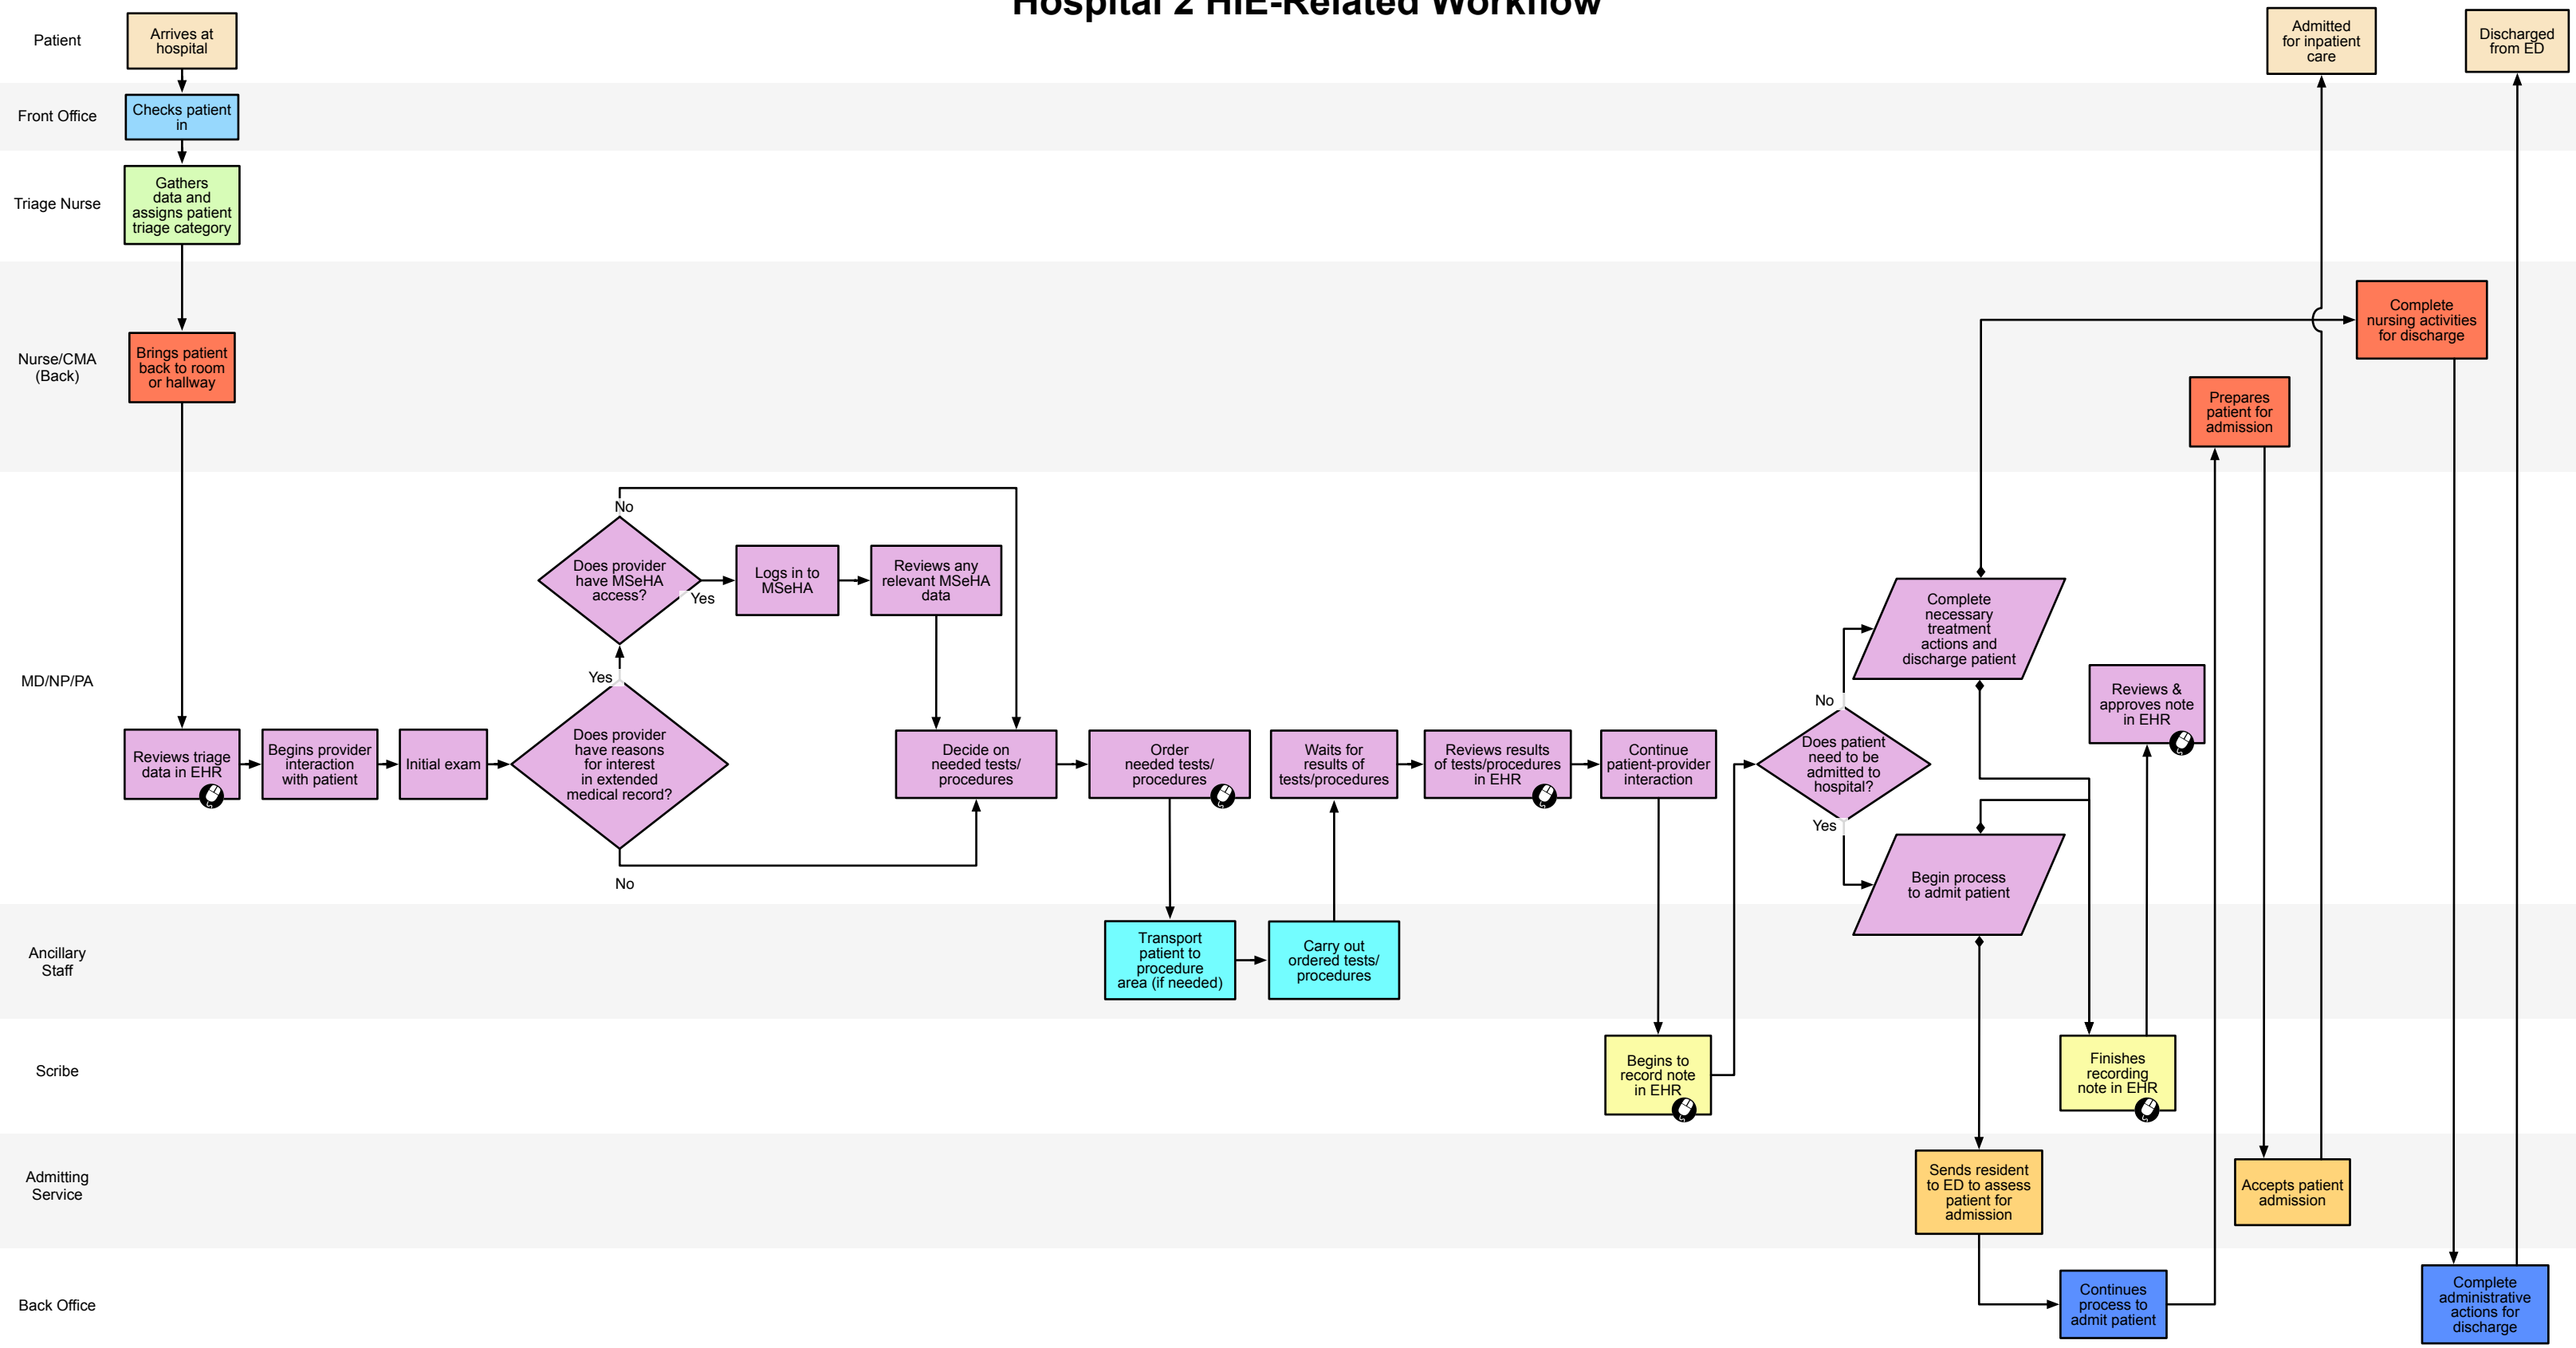 Hospital 2 HIE-Related Workflow
Patient
Arrives at
hospital
Admitted
for inpatient
care
Discharged
from ED
Front Office
Checks patient
in
Triage Nurse
Gathers
data and
assigns patient
triage category
Nurse/CMA
(Back)
Brings patient
back to room
or hallway
Complete
nursing activities
for discharge
Prepares
patient for
admission
MD/NP/PA
Reviews triage
data in EHR
Begins provider
interaction
with patient
Initial exam
Does provider
have reasons
for interest
in extended
medical record?
Yes
No
Does provider
have MSeHA
access?
No
Yes
Logs in to
MSeHA
Reviews any
relevant MSeHA
data
Decide on
needed tests/
procedures
Order
needed tests/
procedures
Waits for
results of
tests/procedures
Reviews results
of tests/procedures
in EHR
Continue
patient-provider
interaction
Does patient
need to be
admitted to
hospital?
No
Yes
Complete
necessary
treatment
actions and
discharge patient
Begin process
to admit patient
Reviews &
approves note
in EHR
Ancillary
Staff
Transport
patient to
procedure
area (if needed)
Carry out
ordered tests/
procedures
Scribe
Begins to
record note
in EHR
Finishes
recording
note in EHR
Admitting
Service
Sends resident
to ED to assess
patient for
admission
Accepts patient
admission
Back Office
Continues
process to
admit patient
Complete
administrative
actions for
discharge